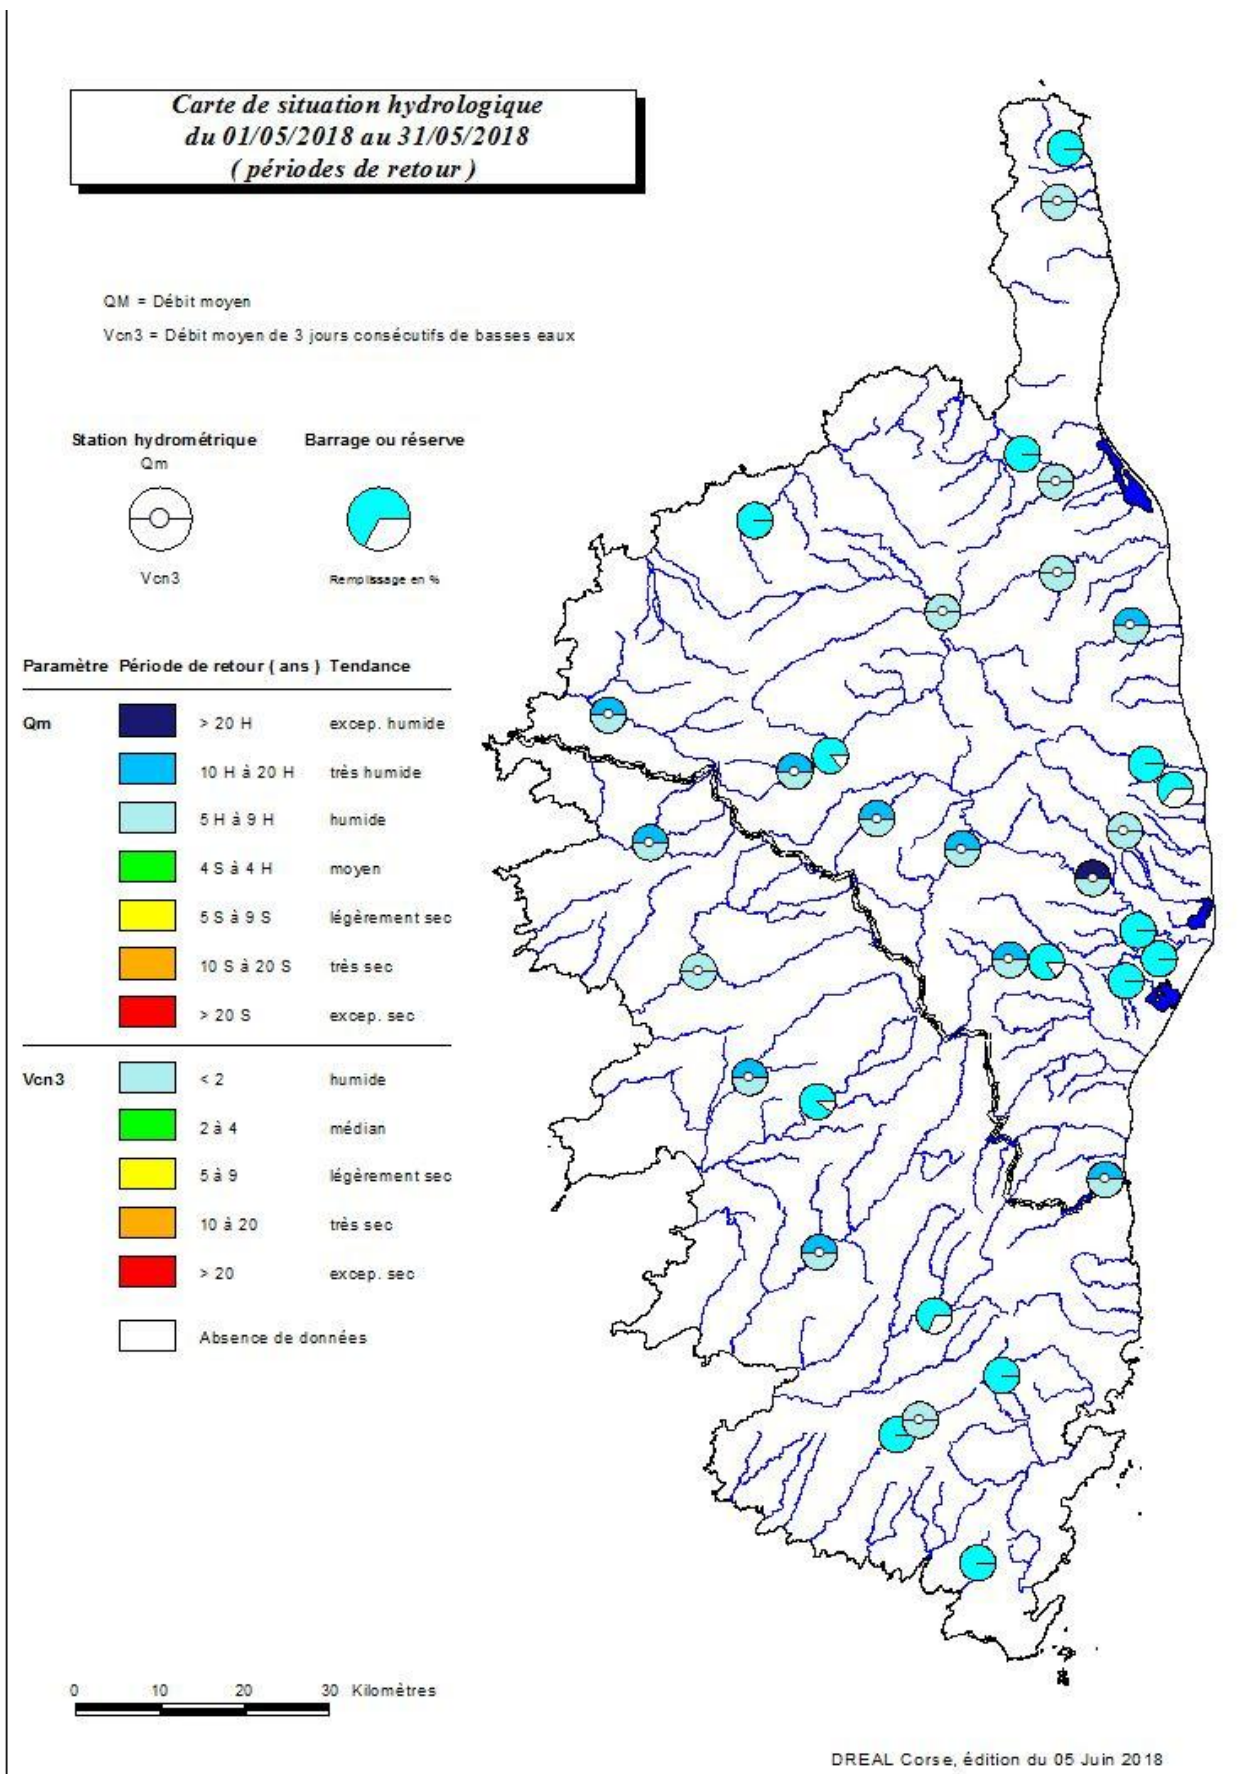 Carte de situation hydrologique
du 01/05/2018 au 31/05/2018
( périodes de retour )
QM = Débit moyen
Vcn3 = Débit moyen de 3 jours consécutifs de basses eaux
Station hydrométrique
Qm
Vcn3
Barrage ou réserve
Remplissage en %
Paramètre Période de retour ( ans ) Tendance
Qm > 20 H excep. humide
10 H à 20 H très humide
5 H à 9 H humide
4 S à 4 H moyen
5 S à 9 S légèrement sec
10 S à 20 S très sec
> 20 S excep. sec
Vcn3 < 2 humide
2 à 4 médian
5 à 9 légèrement sec
10 à 20 très sec
> 20 excep. sec
Absence de données
0 10 20 30 Kilomètres
DREAL Corse, édition du 05 Juin 2018